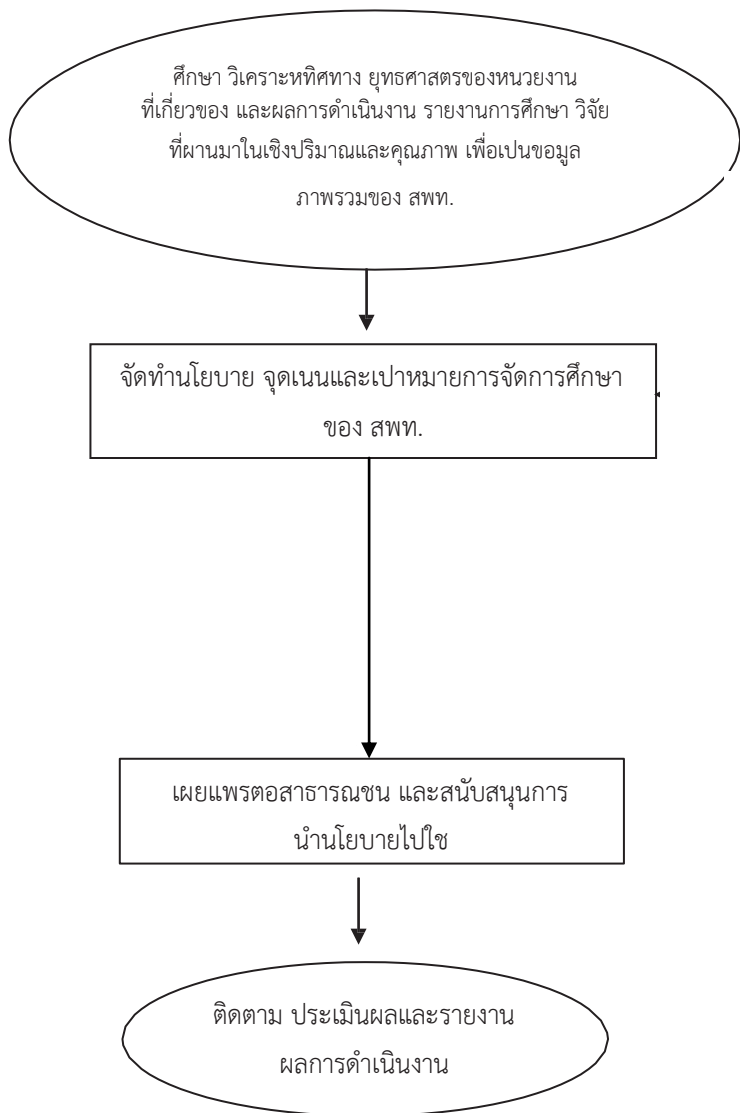 ศึกษา วิเคราะหทิศทาง ยุทธศาสตรของหนวยงาน
ที่เกี่ยวของ และผลการดำเนินงาน รายงานการศึกษา วิจัย
ที่ผานมาในเชิงปริมาณและคุณภาพ เพื่อเปนขอมูล
ภาพรวมของ สพท.
จัดทำนโยบาย จุดเนนและเปาหมายการจัดการศึกษา
ของ สพท.
เผยแพรตอสาธารณชน และสนับสนุนการ
นำนโยบายไปใช
ติดตาม ประเมินผลและรายงาน
ผลการดำเนินงาน